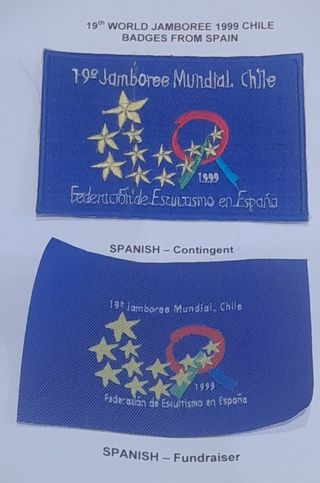 19th WORLD JAMBOREE 1999 CHILE
BADGES FROM SPAIN
19º Jamboree Mundial. Chile
1999
Federación de Escultismo en España
SPANISH – Contingent
19º Jamboree Mundial. Chile
1999
Federación de Escultismo en España
SPANISH – Fundraiser